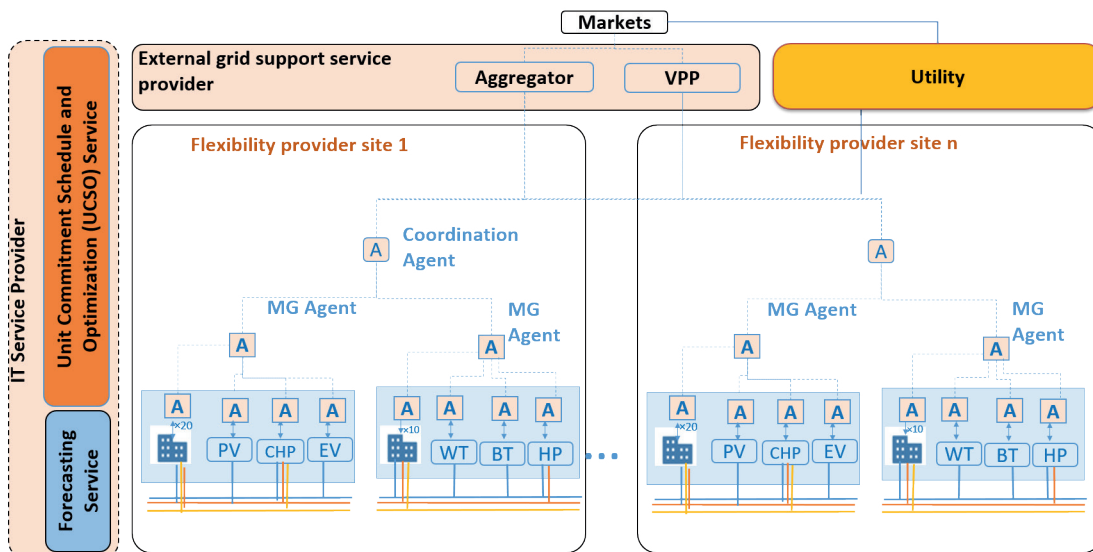 Markets
External grid support service
provider
Aggregator
VPP
Utility
IT Service Provider
Unit Commitment Schedule and
Optimization (UCSO) Service
Forecasting
Service
Flexibility provider site 1
A
Coordination
Agent
MG Agent
MG
Agent
A
A
A
A
A
A
A
A
A
A
×20
PV
CHP
EV
×10
WT
BT
HP
Flexibility provider site n
A
MG Agent
MG
Agent
A
A
A
A
A
A
A
A
A
A
×20
PV
CHP
EV
×10
WT
BT
HP